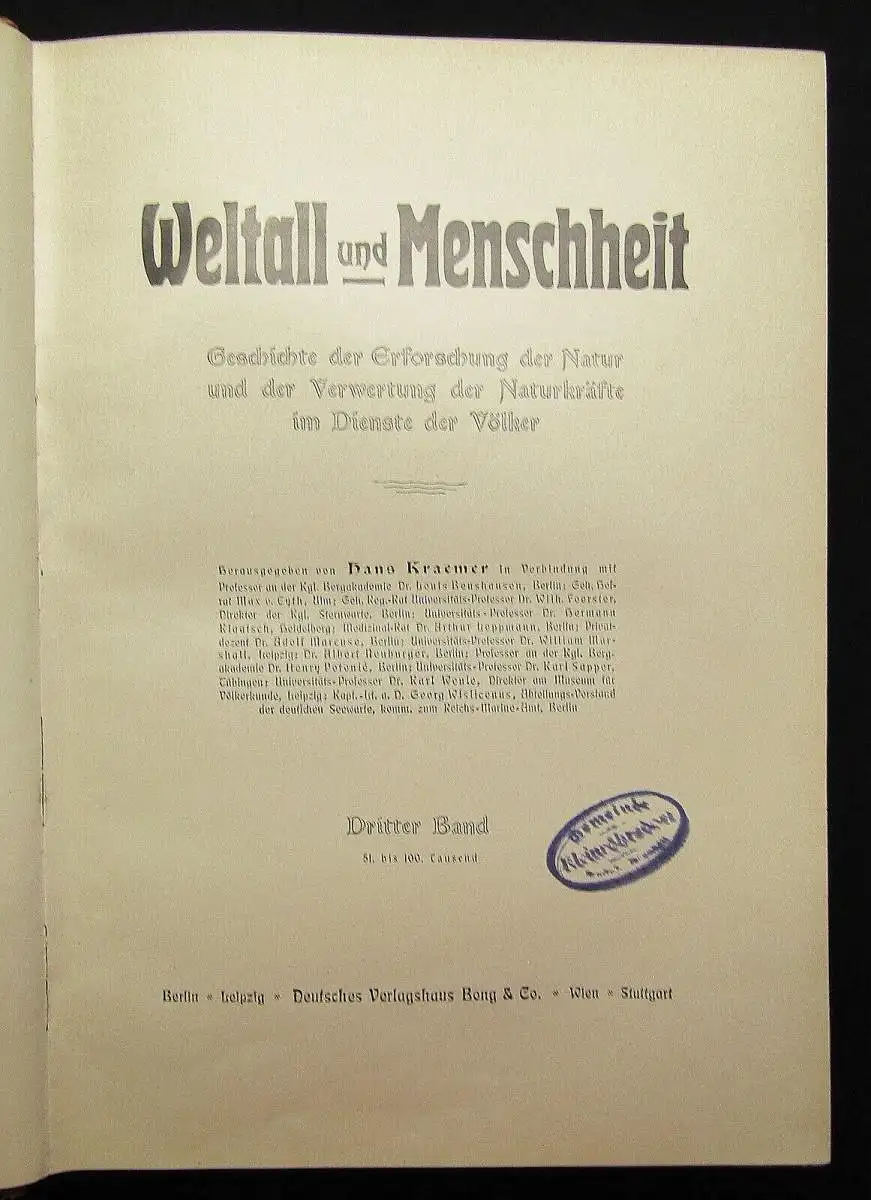 Weltall und Menschheit
Geschichte der Erforschung der Natur
und der Verwertung der Naturkräfte
im Dienste der Völker
Herausgegeben von Hans Kraemer in Verbindung mit
Professor an der Kgl. Bergakademie Dr. Louis Beushausen, Berlin; Geh. Hof-
rat Max v. Eyth, Ulm; Geh. Reg.-Rat Universitäts-Professor Dr. Wilh. Foerster,
Direktor der Kgl. Sternwarte, Berlin; Universitäts-Professor Dr. Hermann
Klaatsch, Heidelberg; Medizinal-Rat Dr. Arthur Leppmann, Berlin; Privat-
dozent Dr. Adolf Marcuse, Berlin; Universitäts-Professor Dr. William Mar-
shall, Leipzig; Dr. Albert Neuburger, Berlin; Professor an der Kgl. Berg-
akademie Dr. Henry Potonié, Berlin; Universitäts-Professor Dr. Karl Sapper,
Tübingen; Universitäts-Professor Dr. Karl Weule, Direktor am Museum für
Völkerkunde, Leipzig; Kapt.-Lt. a. D. Georg Wislicenus, Abteilungs-Vorstand
der deutschen Seewarte, komm. zum Reichs-Marine-Amt, Berlin
Dritter Band
51. bis 100. Tausend
Gemeinde
Berlin * Leipzig * Deutsches Verlagshaus Bong & Co. * Wien * Stuttgart